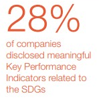 28%
of companies
disclosed meaningful
Key Performance
Indicators related to
the SDGs